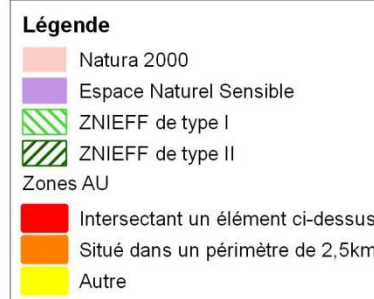 Légende
Natura 2000
Espace Naturel Sensible
ZNIEFF de type I
ZNIEFF de type II
Zones AU
Intersectant un élément ci-dessus
Situé dans un périmètre de 2,5km
Autre